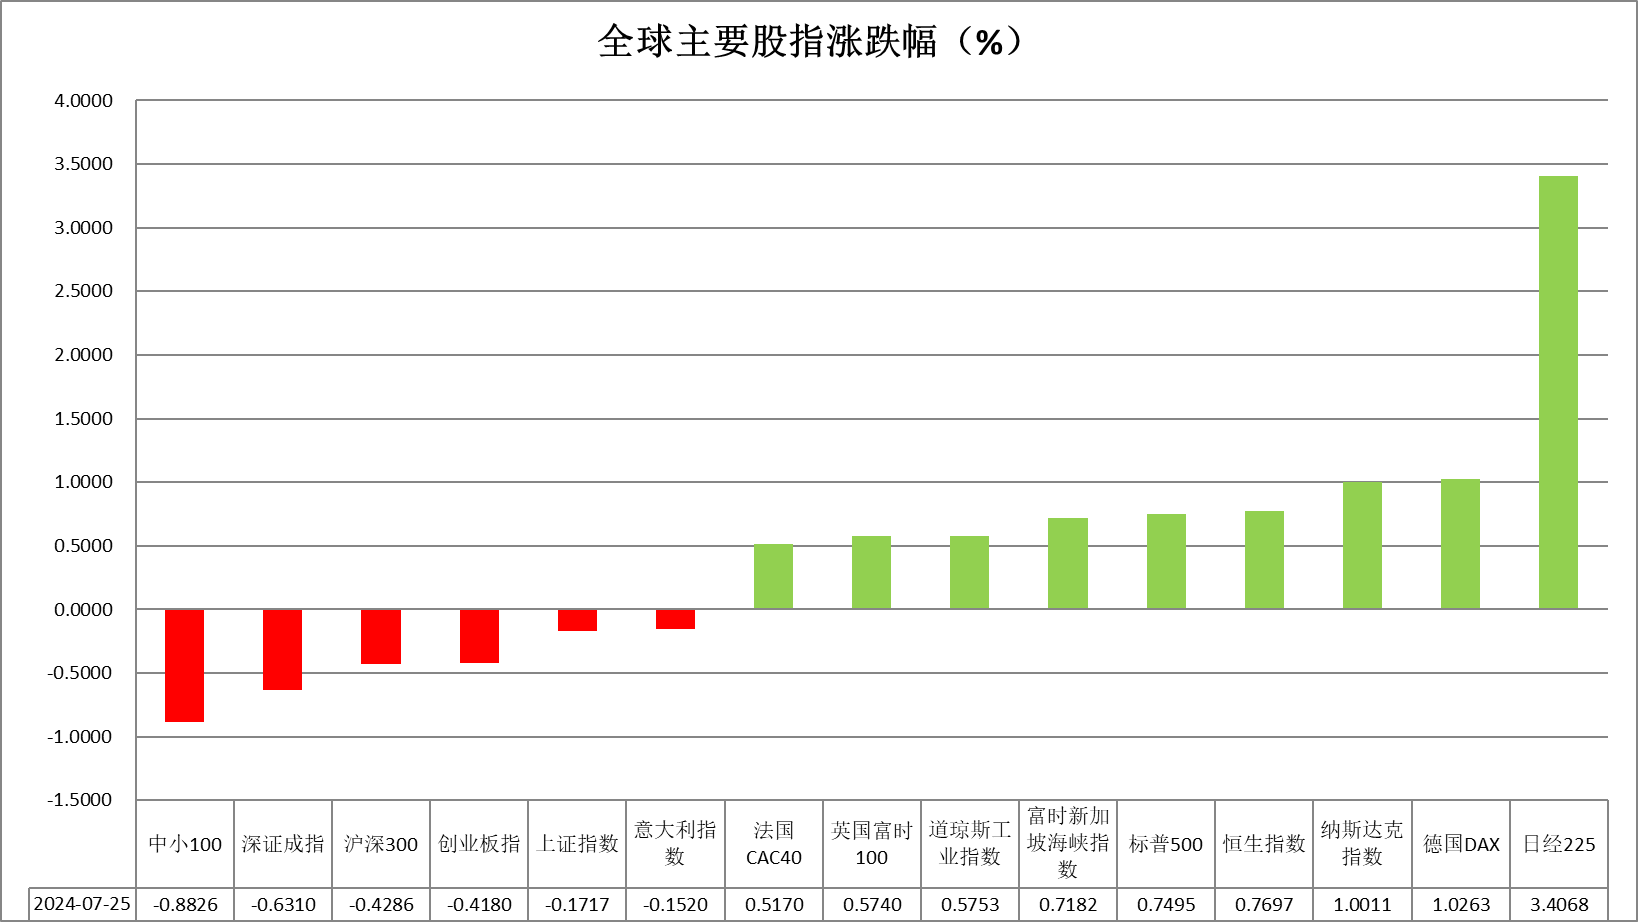 全球主要股指涨跌幅（%）
4.0000
3.5000
3.0000
2.5000
2.0000
1.5000
1.0000
0.5000
0.0000
-0.5000
-1.0000
-1.5000
中小100
深证成指
沪深300
创业板指
上证指数
意大利指
数
法国
CAC40
英国富时
100
道琼斯工
业指数
富时新加
坡海峡指
数
标普500
恒生指数
纳斯达克
指数
德国DAX
日经225
2024-07-25 -0.8826 -0.6310 -0.4286 -0.4180 -0.1717 -0.1520 0.5170 0.5740 0.5753 0.7182 0.7495 0.7697 1.0011 1.0263 3.4068